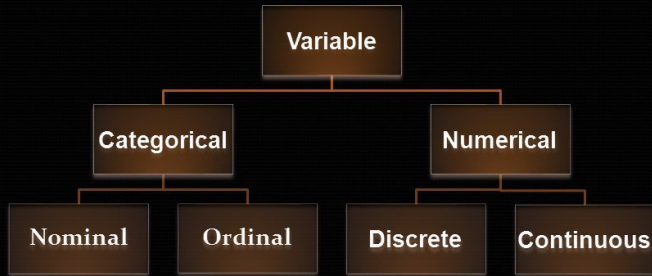 Variable
Categorical
Numerical
Nominal
Ordinal
Discrete
Continuous